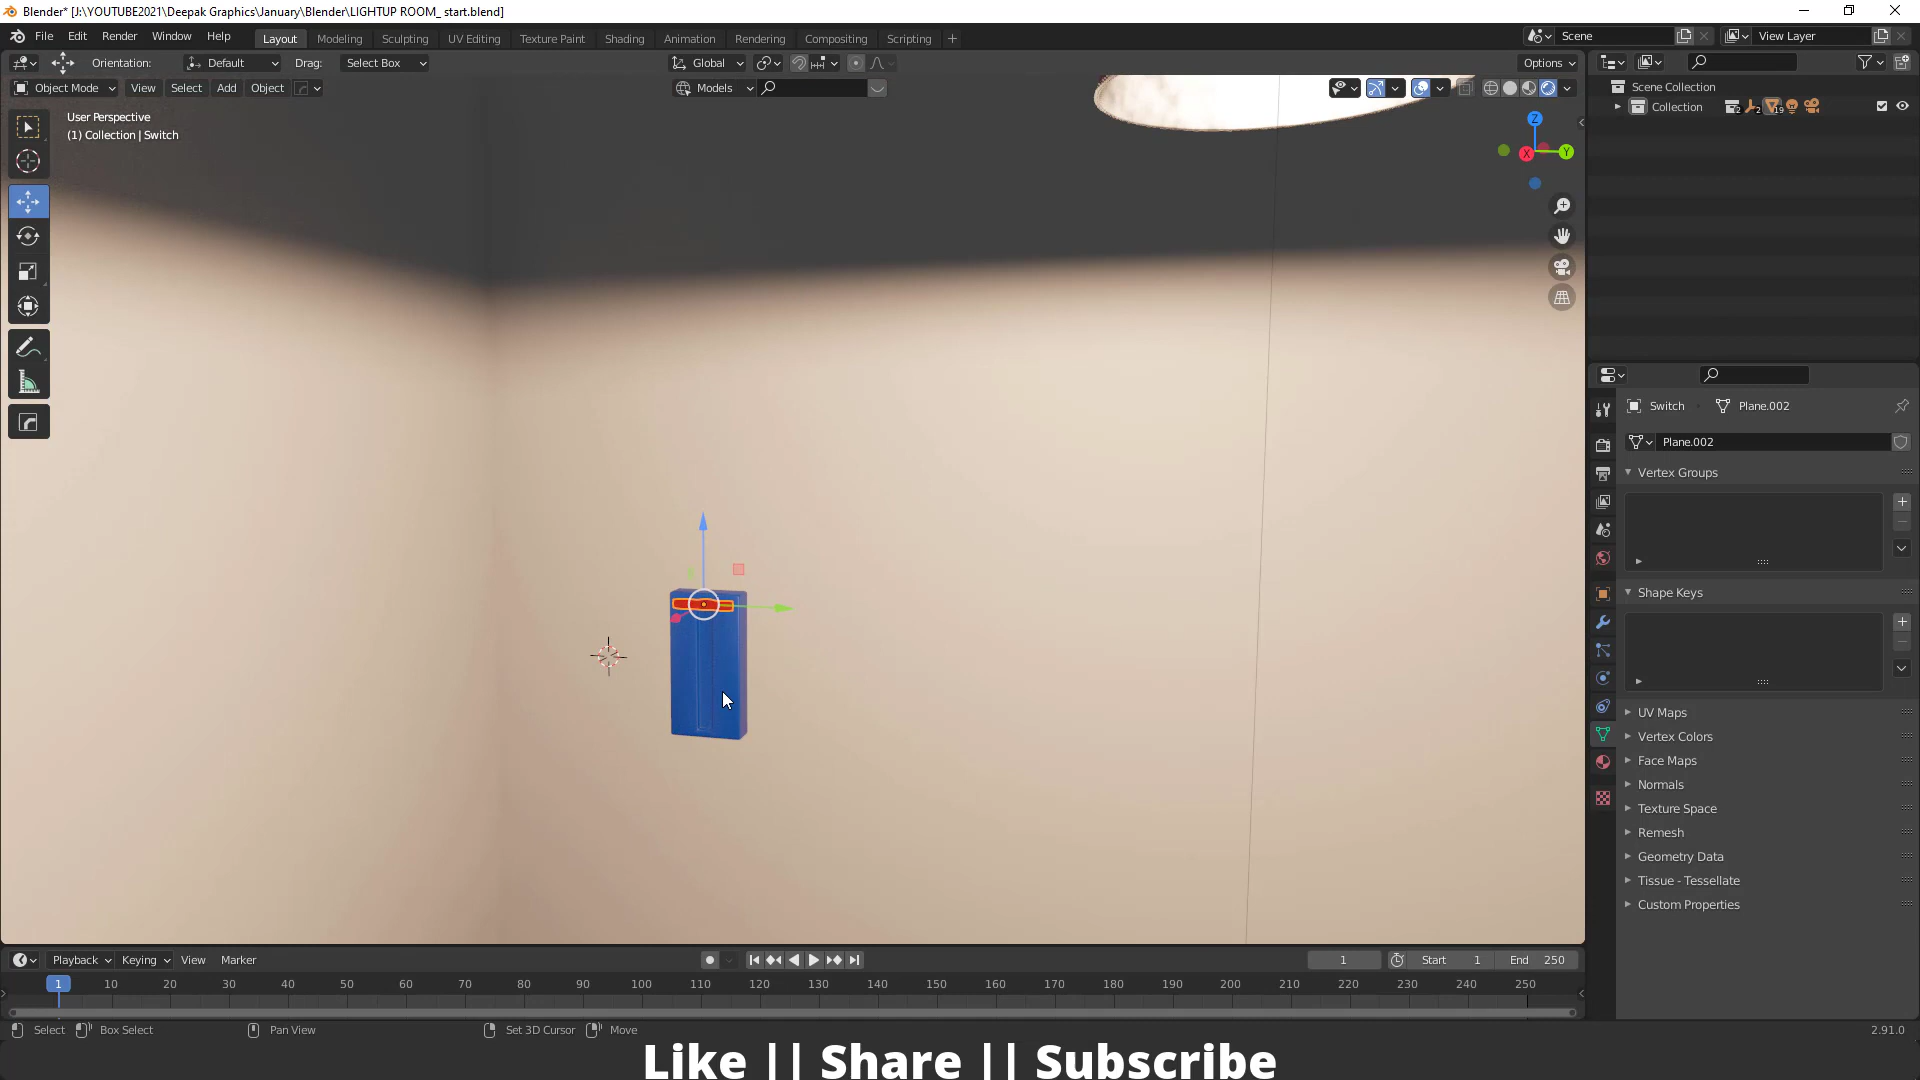 Blender* [J:\YOUTUBE2021\Deepak Graphics\January\Blender\LIGHTUP ROOM_ start.blend]
File Edit Render Window Help
Layout Modeling Sculpting UV Editing Texture Paint Shading Animation Rendering Compositing Scripting +
Scene
View Layer
Orientation: Default Drag: Select Box Global Options
Object Mode View Select Add Object Models
User Perspective
(1) Collection | Switch
Z
X
Y
Scene Collection
Collection 2 2 19
Switch Plane.002
Plane.002
Vertex Groups
Shape Keys
UV Maps
Vertex Colors
Face Maps
Normals
Texture Space
Remesh
Geometry Data
Tissue - Tessellate
Custom Properties
Playback Keying View Marker 1 Start 1 End 250
1 10 20 30 40 50 60 70 80 90 100 110 120 130 140 150 160 170 180 190 200 210 220 230 240 250
Select Box Select Pan View Set 3D Cursor Move 2.91.0
Like || Share || Subscribe